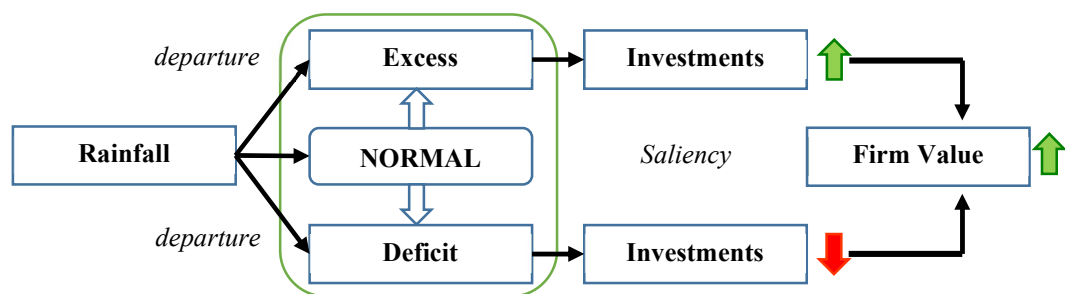 departure
Excess
Investments
Rainfall
NORMAL
Saliency
Firm Value
departure
Deficit
Investments